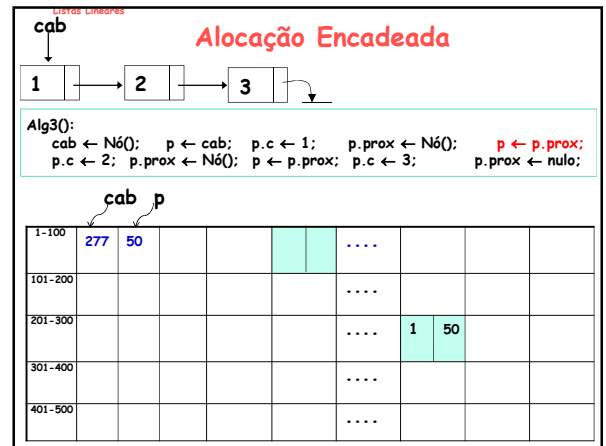 Listas Lineares
cab
Alocação Encadeada
1 2 3
Alg3():
cab ← Nó(); p ← cab; p.c ← 1; p.prox ← Nó(); p ← p.prox;
p.c ← 2; p.prox ← Nó(); p ← p.prox; p.c ← 3; p.prox ← nulo;
cab p
1-100 277 50 ....
101-200 ....
201-300 .... 1 50
301-400 ....
401-500 ....